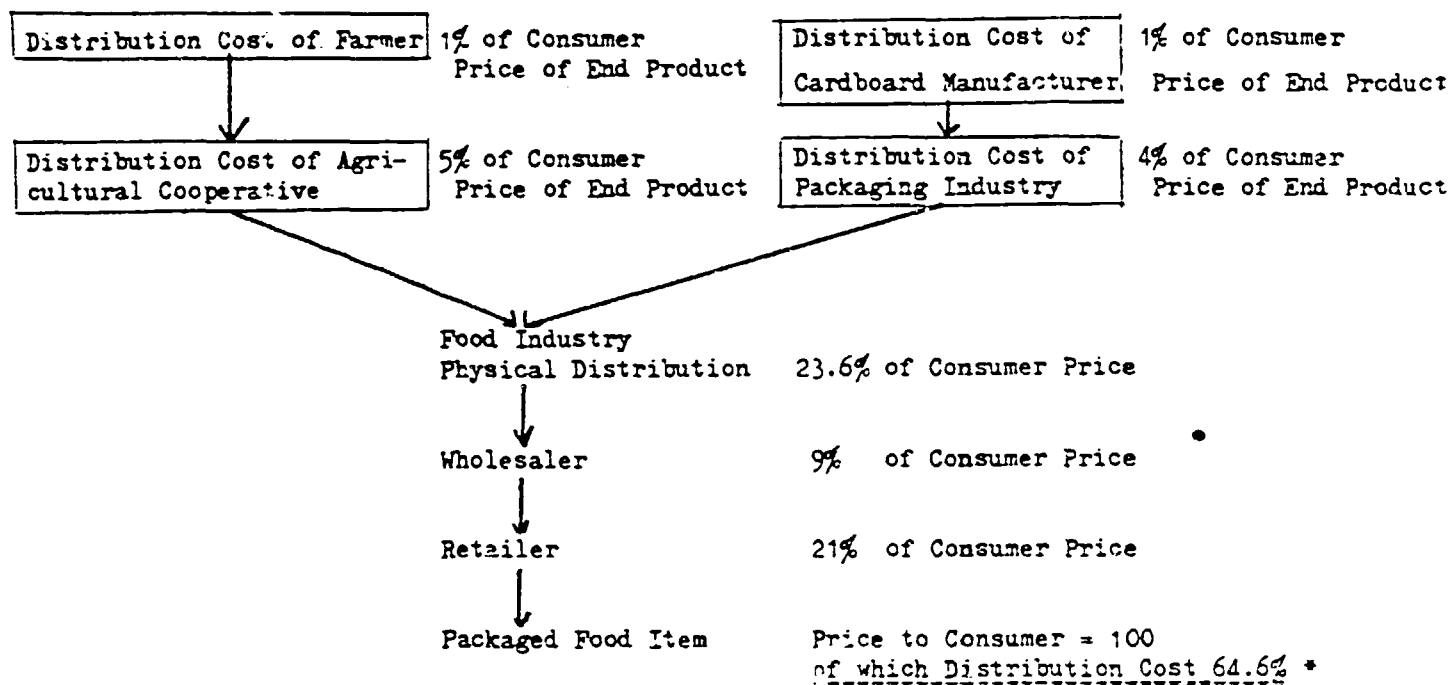 Distribution Cost of Farmer
1% of Consumer
Price of End Product
Distribution Cost of
Cardboard Manufacturer
1% of Consumer
Price of End Product
Distribution Cost of Agri-
cultural Cooperative
5% of Consumer
Price of End Product
Distribution Cost of
Packaging Industry
4% of Consumer
Price of End Product
Food Industry
Physical Distribution 23.6% of Consumer Price
Wholesaler 9% of Consumer Price
Retailer 21% of Consumer Price
Packaged Food Item Price to Consumer = 100
of which Distribution Cost 64.6% *